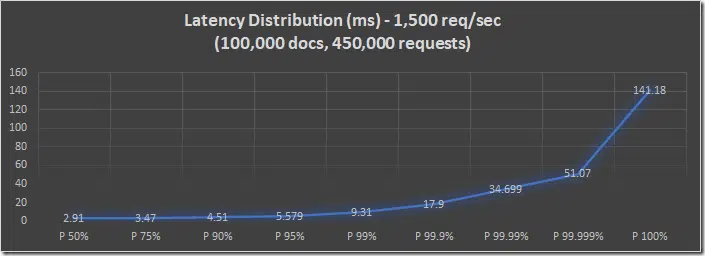 Latency Distribution (ms) - 1,500 req/sec
(100,000 docs, 450,000 requests)
160
140
120
100
80
60
40
20
0
2.91
3.47
4.51
5.579
9.31
17.9
34.699
51.07
141.18
P 50%
P 75%
P 90%
P 95%
P 99%
P 99.9%
P 99.99%
P 99.999%
P 100%